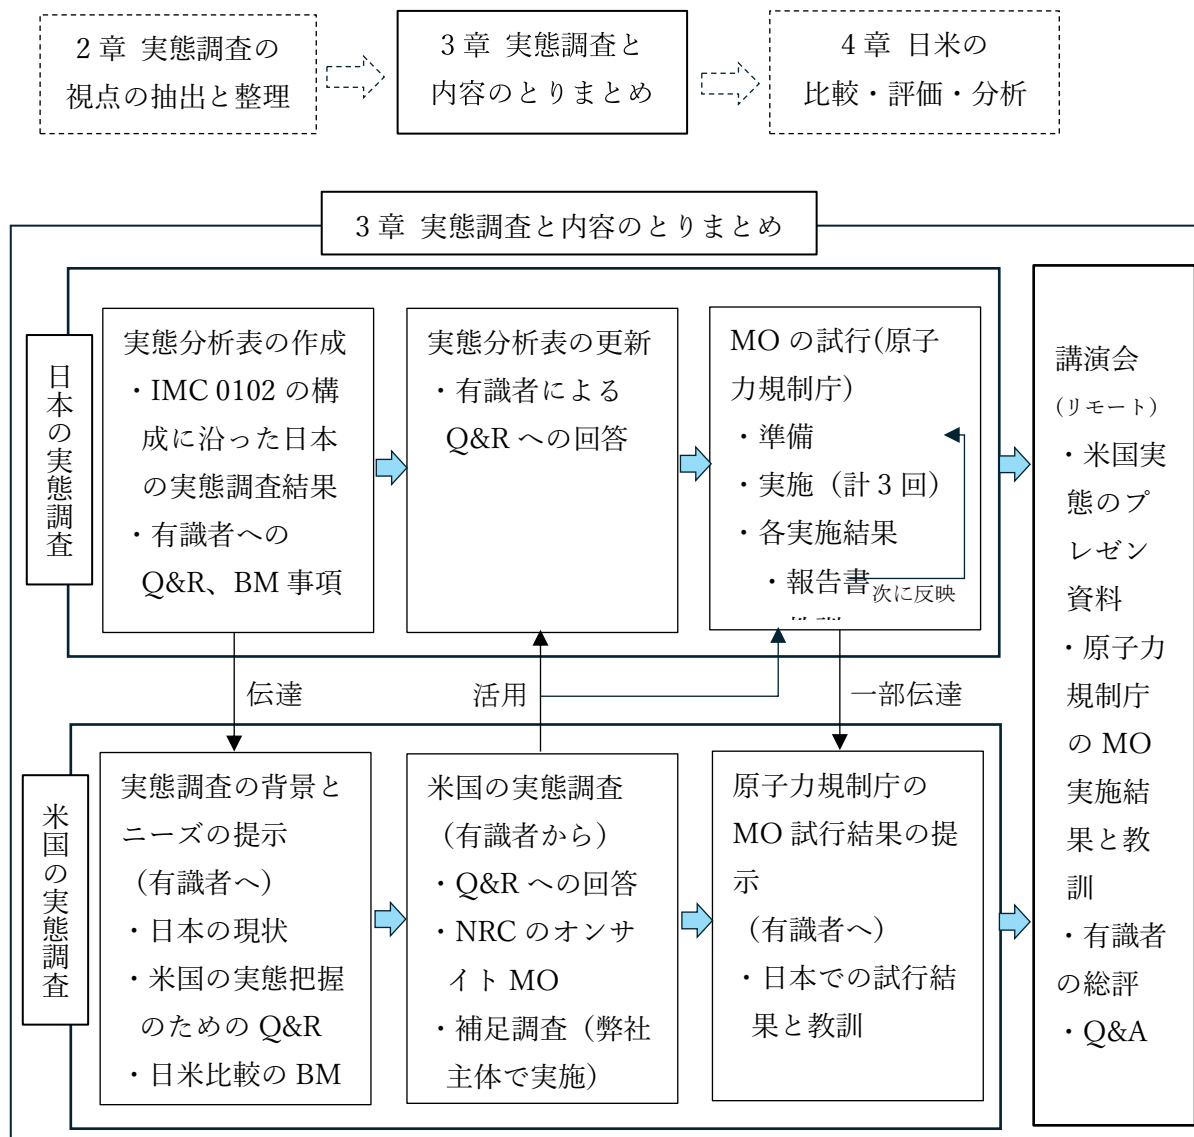 2章 実態調査の
視点の抽出と整理
3章 実態調査と
内容のとりまとめ
4章 日米の
比較・評価・分析
3章 実態調査と内容のとりまとめ
日本の実態調査
実態分析表の作成
・IMC 0102 の構
成に沿った日本
の実態調査結果
・有識者への
Q&R、BM 事項
実態分析表の更新
・有識者による
Q&R への回答
MO の試行(原子
力規制庁)
・準備
・実施（計3回）
・各実施結果
・報告書
次に反映
伝達
活用
一部伝達
米国の実態調査
実態調査の背景と
ニーズの提示
（有識者へ）
・日本の現状
・米国の実態把握
のための Q&R
・日米比較の BM
米国の実態調査
（有識者から）
・Q&R への回答
・NRC のオンサ
イト MO
・補足調査（弊社
主体で実施）
原子力規制庁の
MO 試行結果の提
示
（有識者へ）
・日本での試行結
果と教訓
講演会
（リモート）
・米国実
態のプ
レゼン
資料
・原子力
規制庁
の MO
実施結
果と教
訓
・有識者
の総評
・Q&A